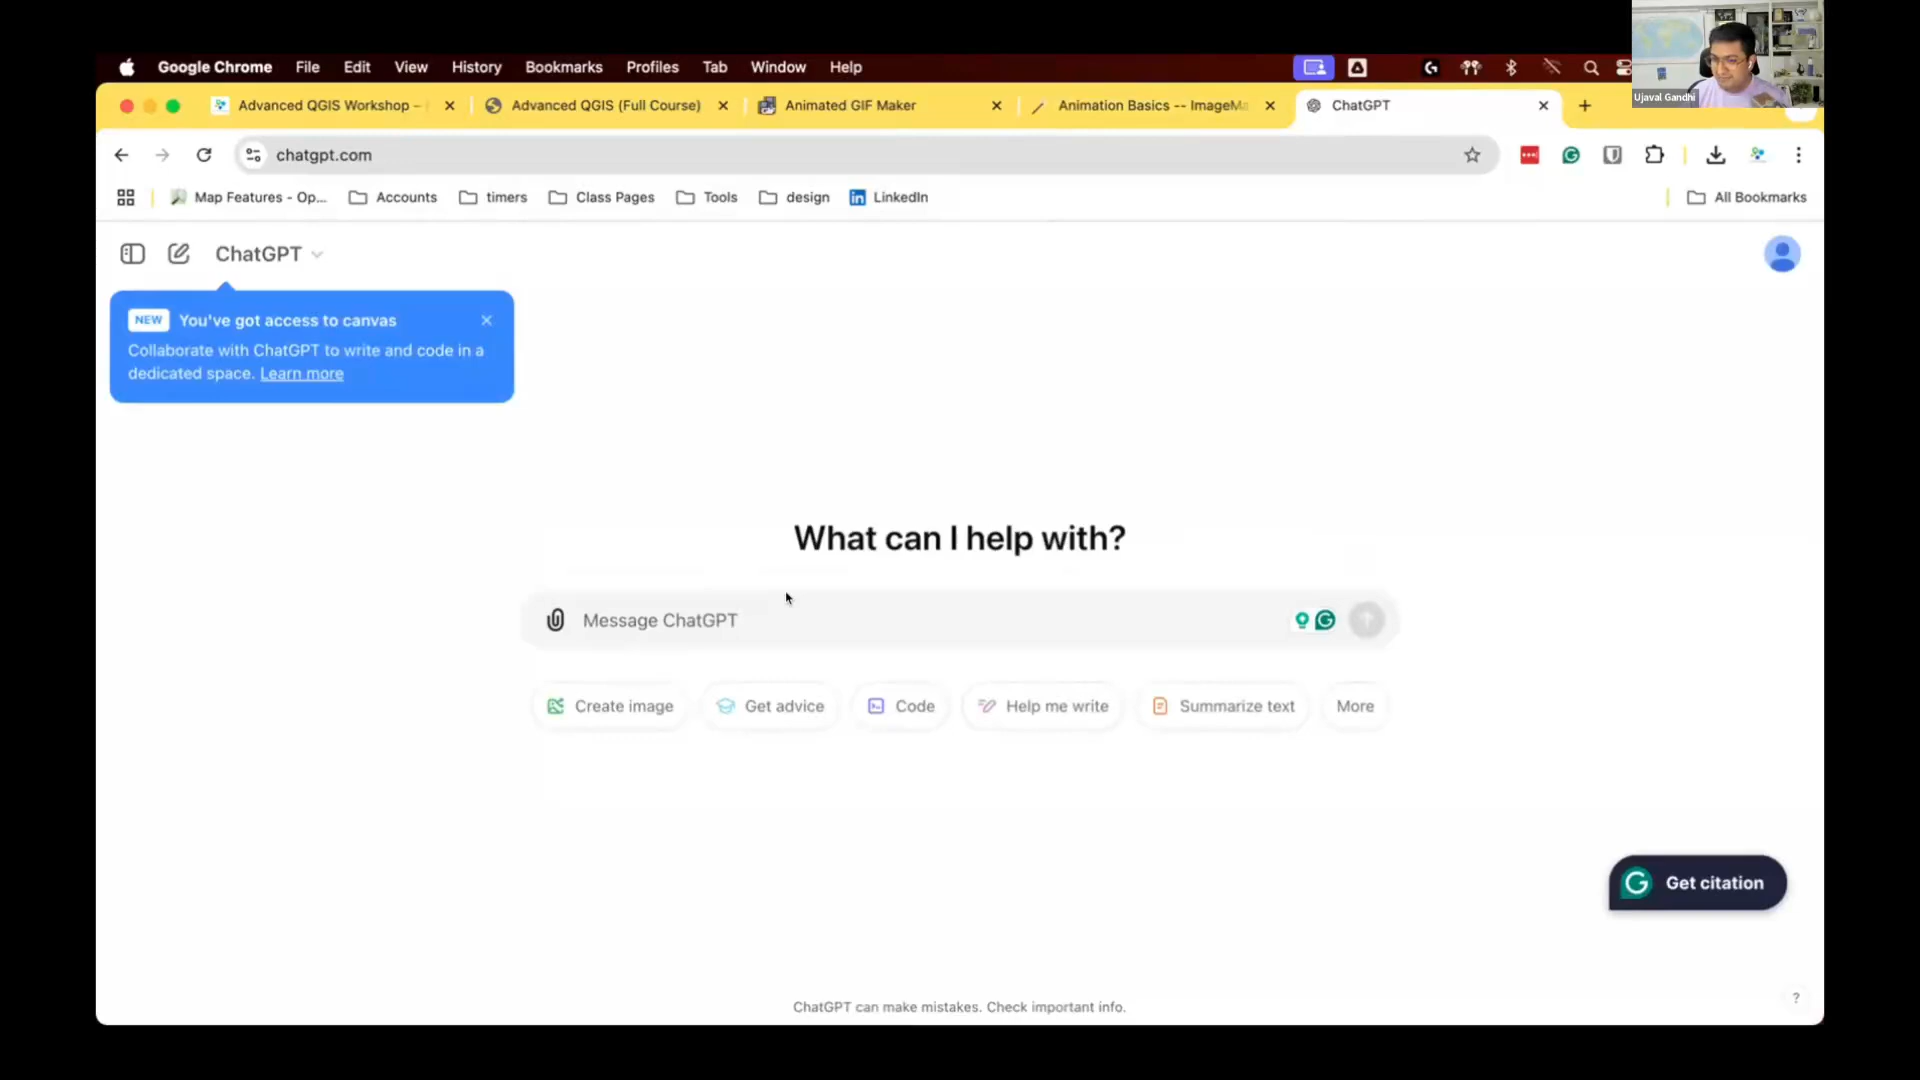 Google Chrome File Edit View History Bookmarks Profiles Tab Window Help
Ujaval Gandhi
Advanced QGIS Workshop –
Advanced QGIS (Full Course)
Animated GIF Maker
Animation Basics -- ImageMa
ChatGPT
chatgpt.com
Map Features - Op...
Accounts
timers
Class Pages
Tools
design
LinkedIn
All Bookmarks
ChatGPT
NEW You've got access to canvas
Collaborate with ChatGPT to write and code in a
dedicated space. Learn more
What can I help with?
Message ChatGPT
Create image
Get advice
Code
Help me write
Summarize text
More
Get citation
ChatGPT can make mistakes. Check important info.
?